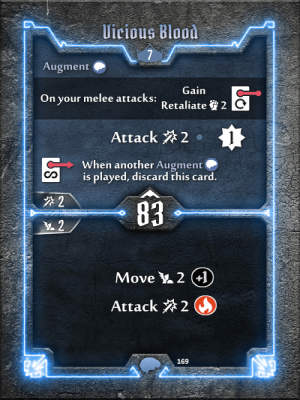 Vicious Blood
7
Augment
On your melee attacks: Gain
Retaliate 2
Attack 2 1
S When another Augment
is played, discard this card.
2
83
2
Move 2 +1
Attack 2
169